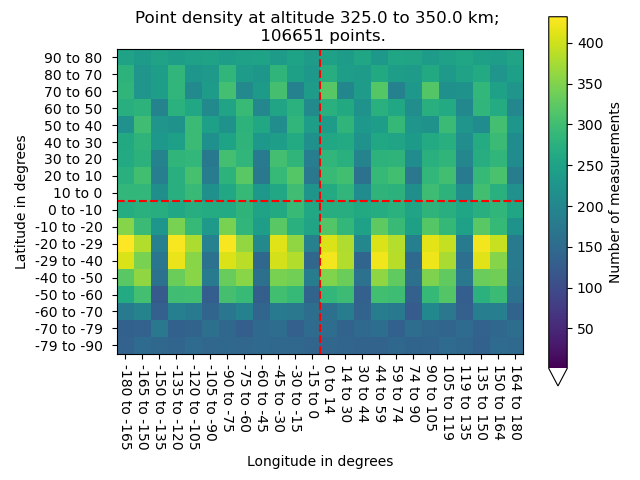 Point density at altitude 325.0 to 350.0 km;
106651 points.
90 to 80
80 to 70
70 to 60
60 to 50
50 to 40
40 to 30
30 to 20
20 to 10
10 to 0
0 to -10
-10 to -20
-20 to -29
-29 to -40
-40 to -50
-50 to -60
-60 to -70
-70 to -79
-79 to -90
Latitude in degrees
-180 to -165
-165 to -150
-150 to -135
-135 to -120
-120 to -105
-105 to -90
-90 to -75
-75 to -60
-60 to -45
-45 to -30
-30 to -15
-15 to 0
0 to 14
14 to 30
30 to 44
44 to 59
59 to 74
74 to 90
90 to 105
105 to 119
119 to 135
135 to 150
150 to 164
164 to 180
Longitude in degrees
400
350
300
250
200
150
100
50
Number of measurements